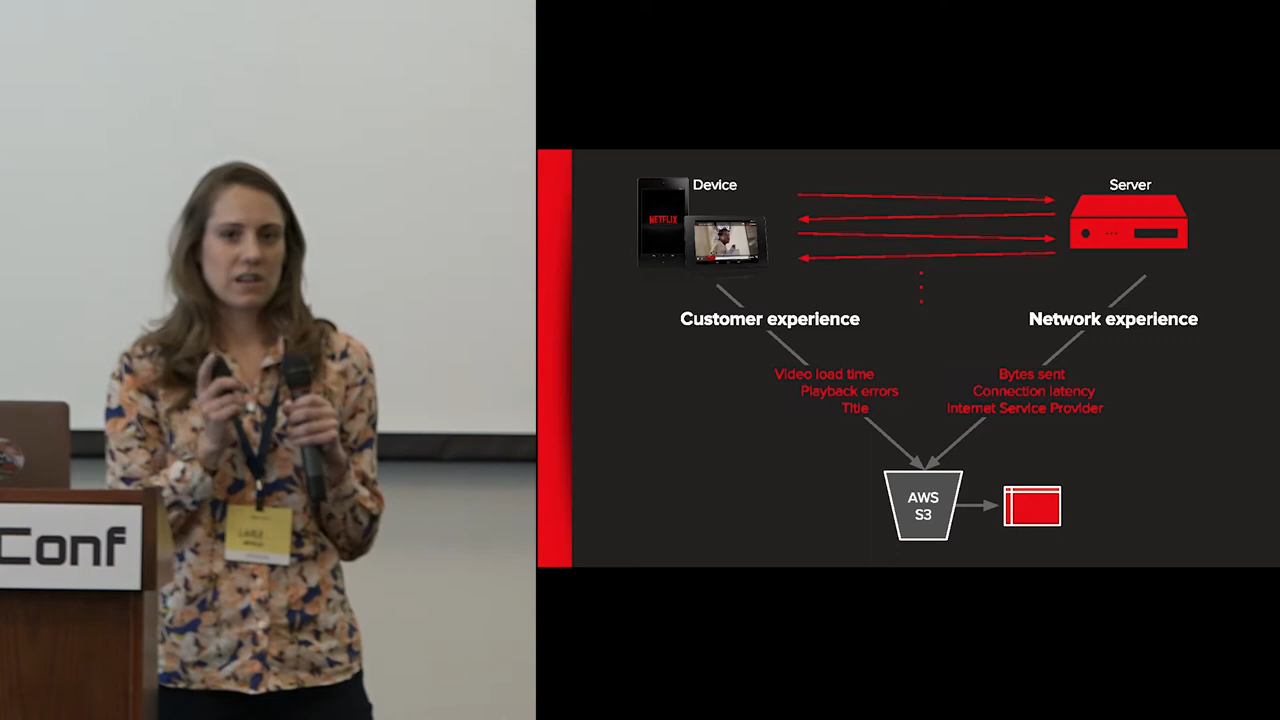 Conf
Device
Server
NETFLIX
Customer experience
Network experience
Video load time
Playback errors
Title
Bytes sent
Connection latency
Internet Service Provider
AWS
S3